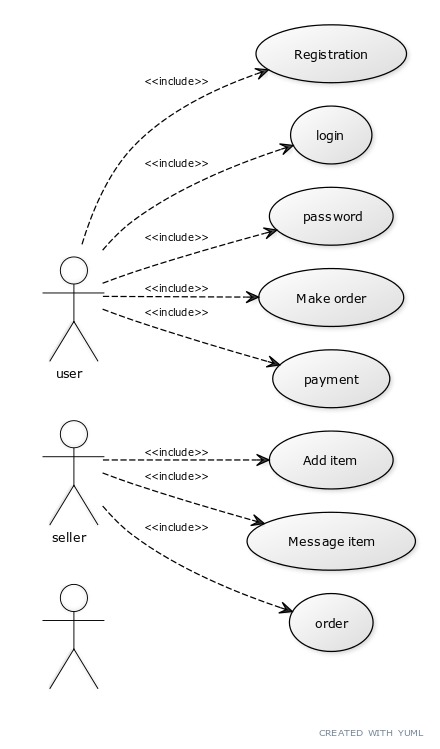 Registration
<<include>>
login
<<include>>
password
<<include>>
<<include>>
Make order
<<include>>
user
payment
<<include>>
Add item
<<include>>
<<include>>
seller
Message item
order
CREATED WITH YUML